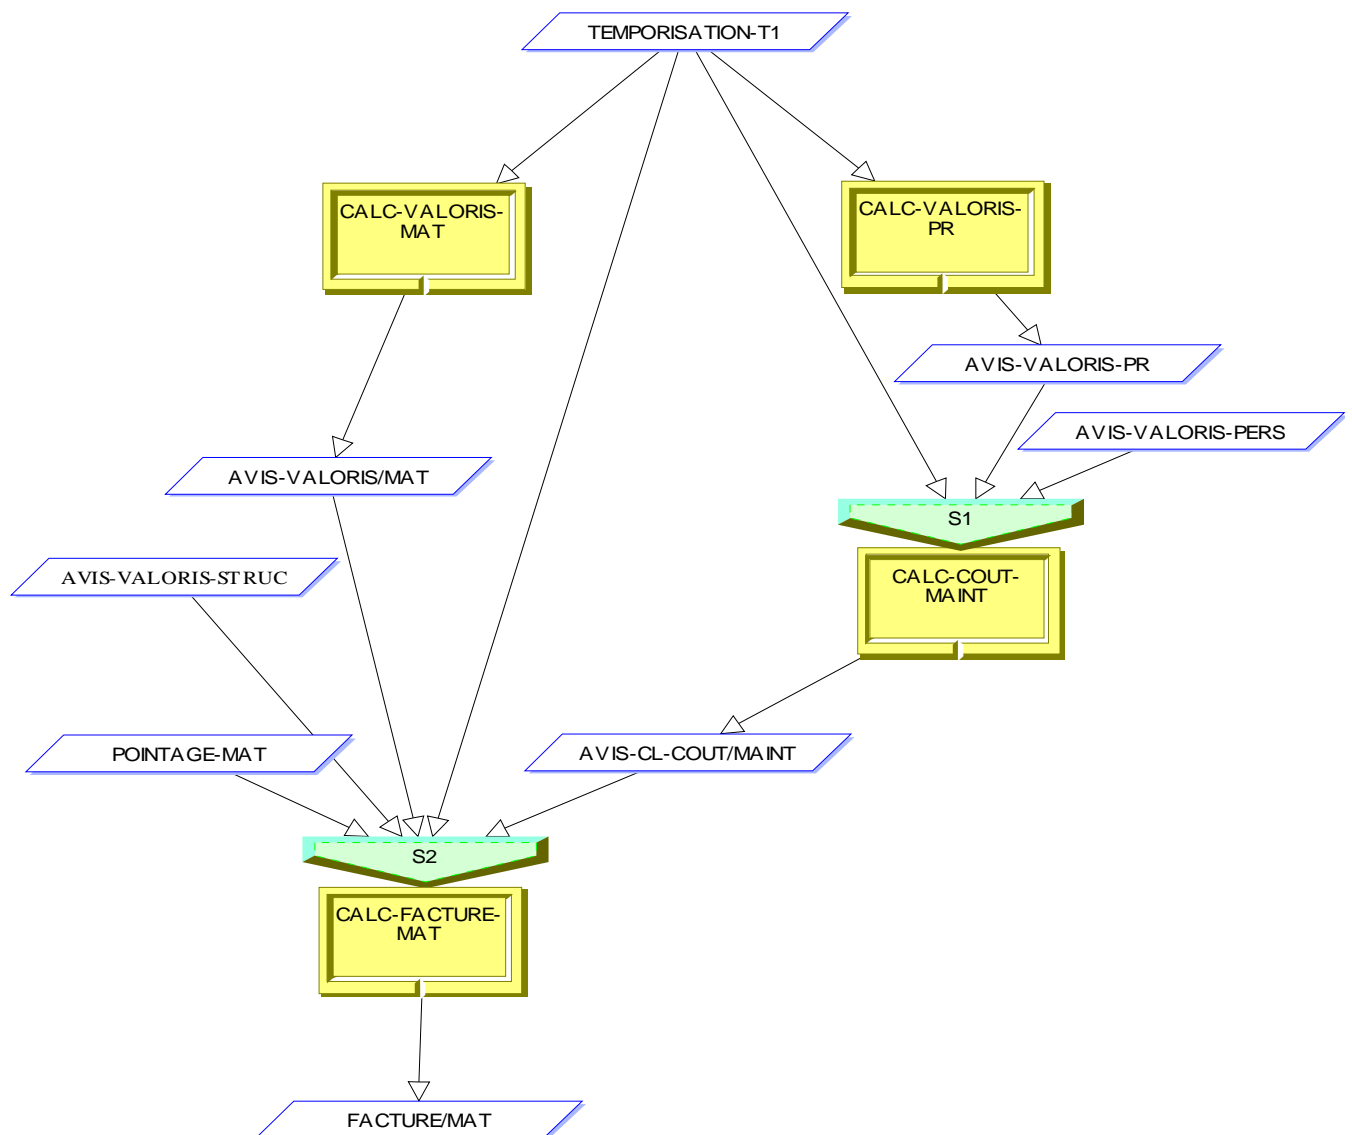 TEMPORISATION-T1
CALC-VALORIS-
MAT
CALC-VALORIS-
PR
AVIS-VALORIS-PR
AVIS-VALORIS-PERS
AVIS-VALORIS/MAT
S1
AVIS-VALORIS-STRUC
CALC-COUT-
MAINT
POINTAGE-MAT
AVIS-CL-COUT/MAINT
S2
CALC-FACTURE-
MAT
FACTURE/MAT